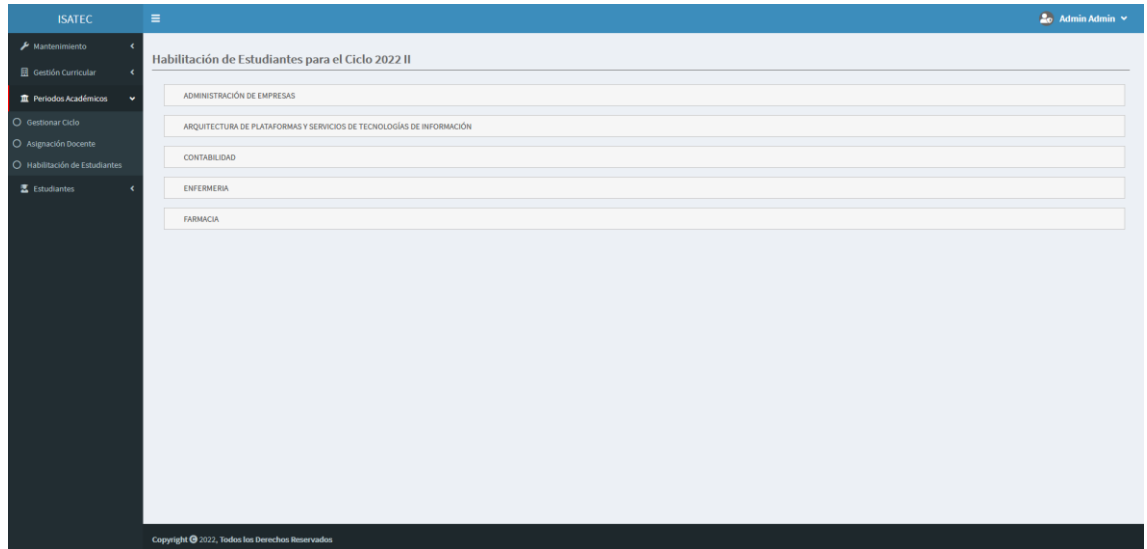 ISATEC
Admin Admin
Mantenimiento
Gestión Curricular
Periodos Académicos
Gestionar Ciclo
Asignación Docente
Habilitación de Estudiantes
Estudiantes
Habilitación de Estudiantes para el Ciclo 2022 II
ADMINISTRACIÓN DE EMPRESAS
ARQUITECTURA DE PLATAFORMAS Y SERVICIOS DE TECNOLOGÍAS DE INFORMACIÓN
CONTABILIDAD
ENFERMERIA
FARMACIA
Copyright 2022, Todos los Derechos Reservados